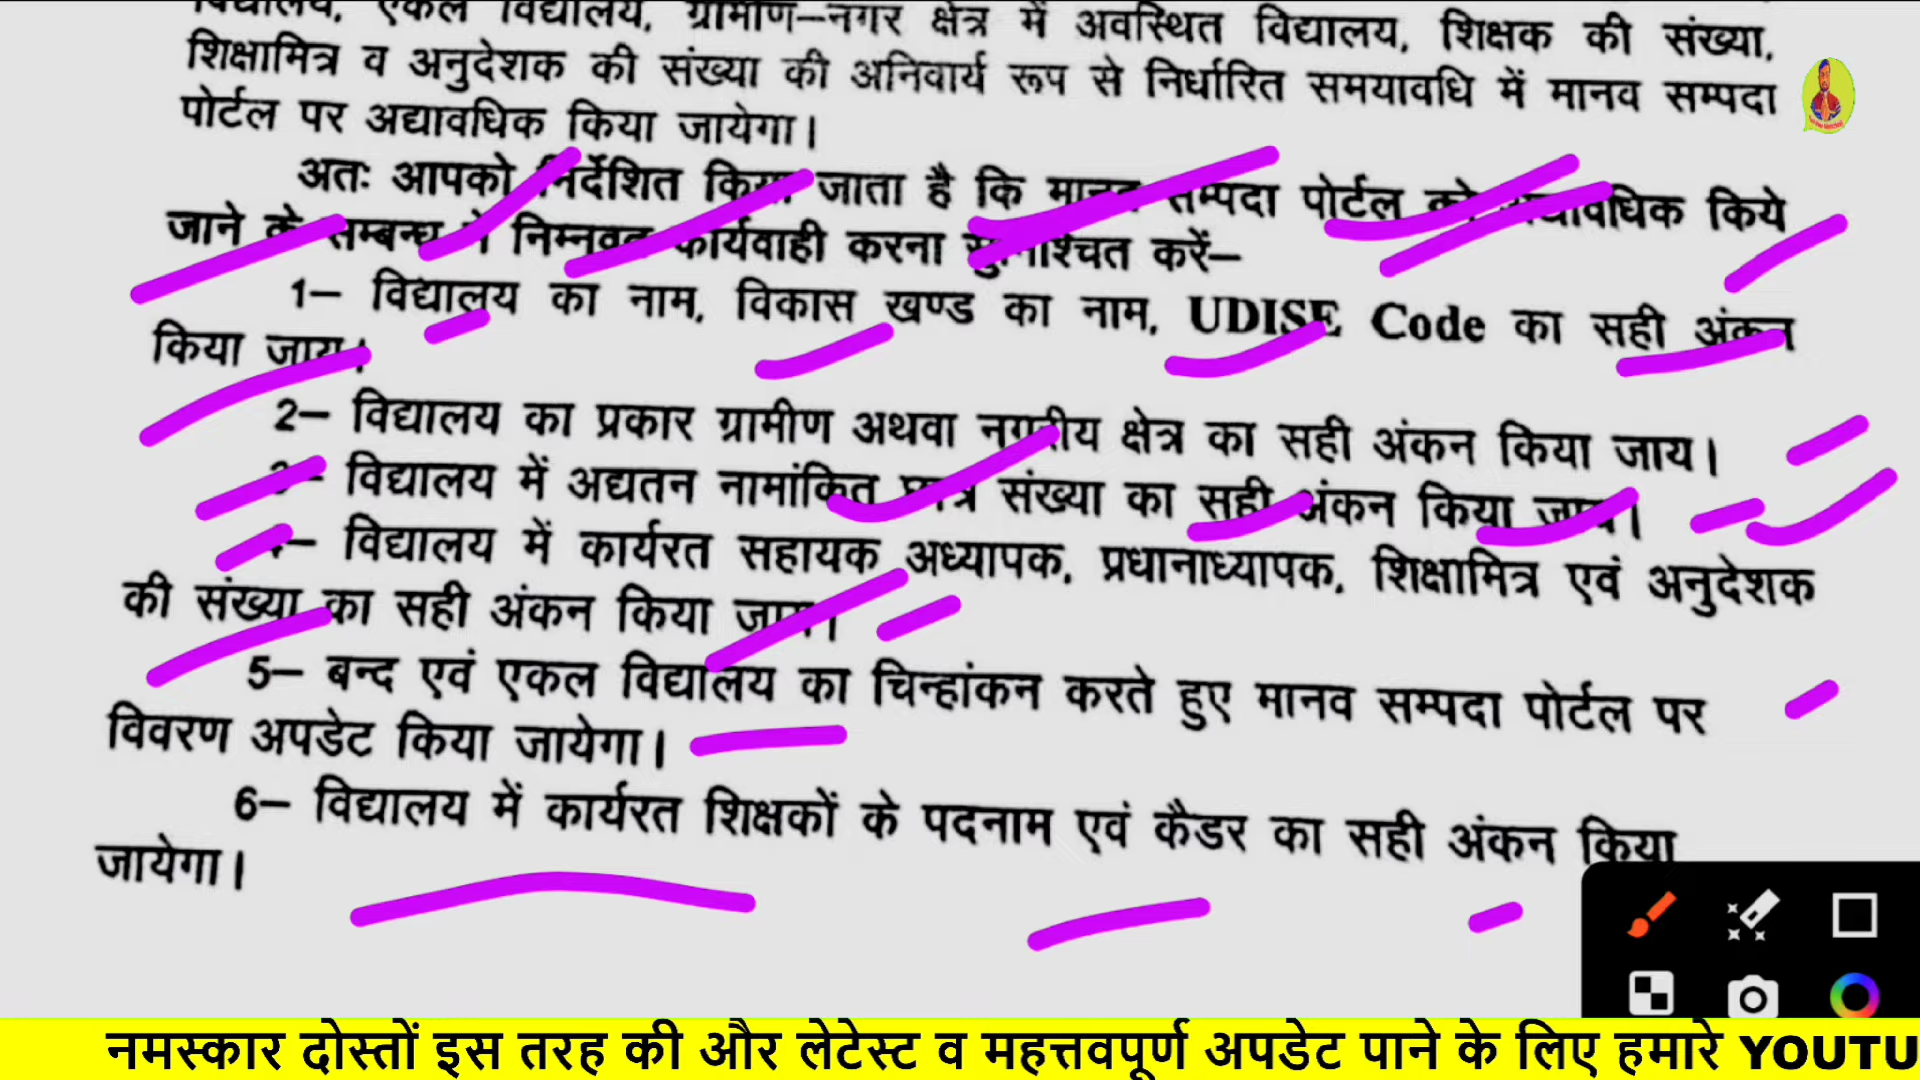 विद्यालय, एकल विद्यालय, ग्रामीण–नगर क्षेत्र में अवस्थित विद्यालय, शिक्षक की संख्या,
शिक्षामित्र व अनुदेशक की संख्या की अनिवार्य रूप से निर्धारित समयावधि में मानव सम्पदा
पोर्टल पर अद्यावधिक किया जायेगा।
अतः आपको निर्देशित किया जाता है कि मानव सम्पदा पोर्टल को अद्यावधिक किये
जाने के सम्बन्ध में निम्नवत कार्यवाही करना सुनिश्चित करें–
1– विद्यालय का नाम, विकास खण्ड का नाम, UDISE Code का सही अंकन
किया जाय।
2– विद्यालय का प्रकार ग्रामीण अथवा नगरीय क्षेत्र का सही अंकन किया जाय।
3– विद्यालय में अद्यतन नामांकित छात्र संख्या का सही अंकन किया जाय।
4– विद्यालय में कार्यरत सहायक अध्यापक, प्रधानाध्यापक, शिक्षामित्र एवं अनुदेशक
की संख्या का सही अंकन किया जाय।
5– बन्द एवं एकल विद्यालय का चिन्हांकन करते हुए मानव सम्पदा पोर्टल पर
विवरण अपडेट किया जायेगा।
6– विद्यालय में कार्यरत शिक्षकों के पदनाम एवं कैडर का सही अंकन किया
जायेगा।
नमस्कार दोस्तों इस तरह की और लेटेस्ट व महत्तवपूर्ण अपडेट पाने के लिए हमारे YOUTU